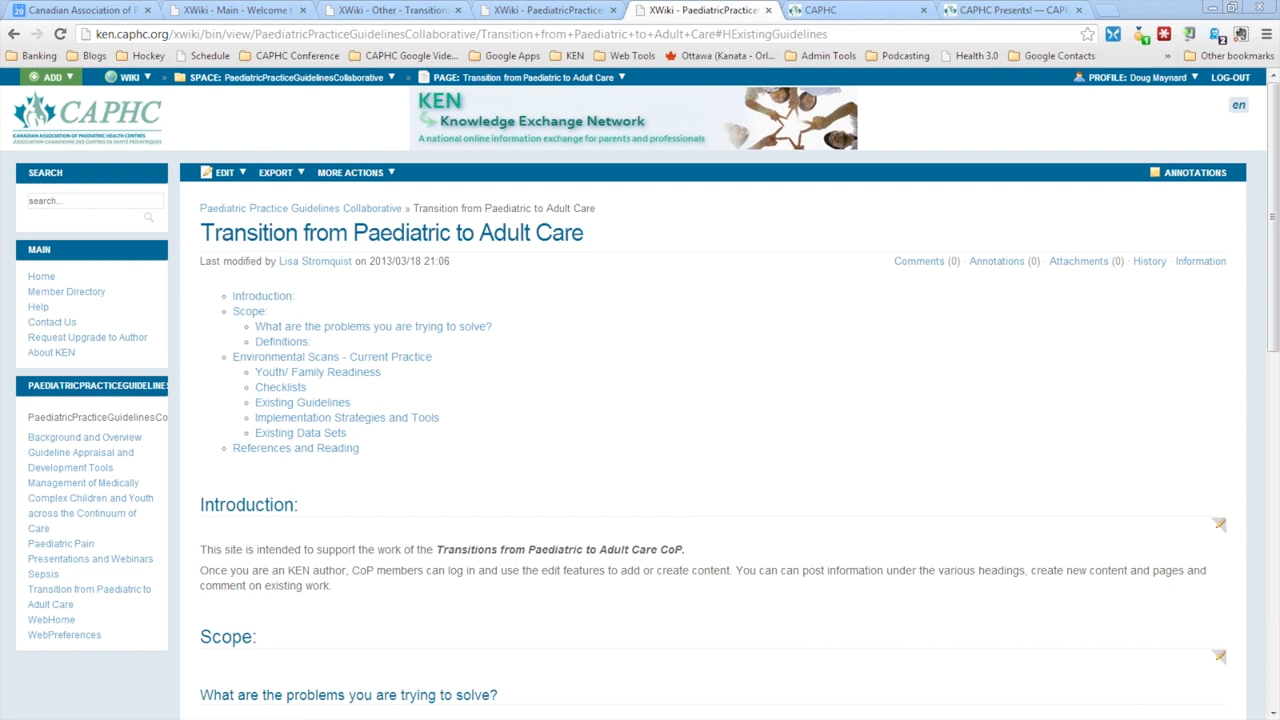 Canadian Association of P
XWiki - Main - Welcome t
XWiki - Other - Transition
XWiki - PaediatricPractice
XWiki - PaediatricPractic
CAPHC
CAPHC Presents! — CAP
ken.caphc.org/xwiki/bin/view/PaediatricPracticeGuidelinesCollaborative/Transition+from+Paediatric+to+Adult+Care#HExistingGuidelines
Banking
Blogs
Hockey
Schedule
CAPHC Conference
CAPHC Google Vide...
Google Apps
KEN
Web Tools
Ottawa (Kanata - Orl...
Admin Tools
Podcasting
Health 3.0
Google Contacts
»
Other bookmarks
ADD
WIKI
SPACE: PaediatricPracticeGuidelinesCollaborative
PAGE: Transition from Paediatric to Adult Care
PROFILE: Doug Maynard
LOG-OUT
CAPHC
CANADIAN ASSOCIATION OF PAEDIATRIC HEALTH CENTRES
ASSOCIATION CANADIENNE DES CENTRES DE SANTÉ PÉDIATRIQUES
KEN
Knowledge Exchange Network
A national online information exchange for parents and professionals
en
SEARCH
search...
MAIN
Home
Member Directory
Help
Contact Us
Request Upgrade to Author
About KEN
PAEDIATRICPRACTICEGUIDELINES
PaediatricPracticeGuidelinesCo
Background and Overview
Guideline Appraisal and
Development Tools
Management of Medically
Complex Children and Youth
across the Continuum of
Care
Paediatric Pain
Presentations and Webinars
Sepsis
Transition from Paediatric to
Adult Care
WebHome
WebPreferences
EDIT
EXPORT
MORE ACTIONS
ANNOTATIONS
Paediatric Practice Guidelines Collaborative » Transition from Paediatric to Adult Care
Transition from Paediatric to Adult Care
Last modified by Lisa Stromquist on 2013/03/18 21:06
Comments (0) · Annotations (0) · Attachments (0) · History · Information
Introduction:
Scope:
What are the problems you are trying to solve?
Definitions:
Environmental Scans - Current Practice
Youth/ Family Readiness
Checklists
Existing Guidelines
Implementation Strategies and Tools
Existing Data Sets
References and Reading
Introduction:
This site is intended to support the work of the Transitions from Paediatric to Adult Care CoP.
Once you are an KEN author, CoP members can log in and use the edit features to add or create content. You can can post information under the various headings, create new content and pages and
comment on existing work.
Scope:
What are the problems you are trying to solve?